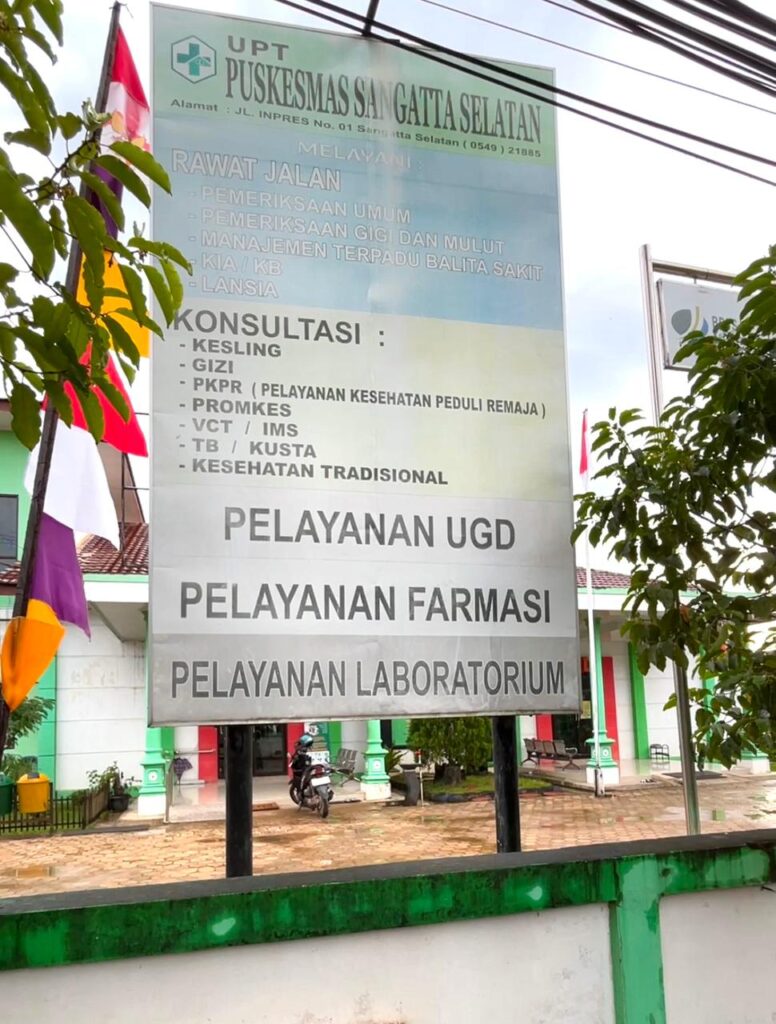 UPT
PUSKESMAS SANGATTA SELATAN
Alamat : JL. INPRES No. 01 Sangatta Selatan ( 0549 ) 21885
MELAYANI :
RAWAT JALAN
- PEMERIKSAAN UMUM
- PEMERIKSAAN GIGI DAN MULUT
- MANAJEMEN TERPADU BALITA SAKIT
- KIA / KB
- LANSIA
KONSULTASI :
- KESLING
- GIZI
- PKPR ( PELAYANAN KESEHATAN PEDULI REMAJA )
- PROMKES
- VCT / IMS
- TB / KUSTA
- KESEHATAN TRADISIONAL
PELAYANAN UGD
PELAYANAN FARMASI
PELAYANAN LABORATORIUM